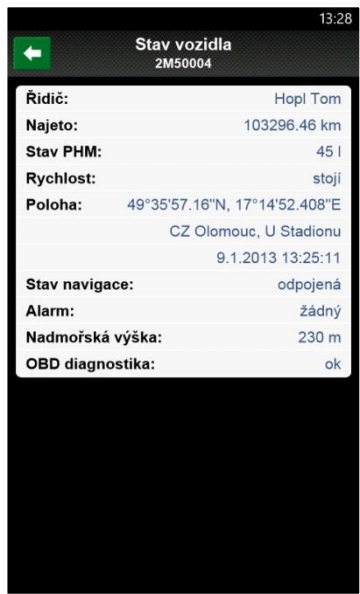 13:28
Stav vozidla
2M50004
Řidič: Hopl Tom
Najeto: 103296.46 km
Stav PHM: 45 l
Rychlost: stojí
Poloha: 49°35'57.16"N, 17°14'52.408"E
CZ Olomouc, U Stadionu
9.1.2013 13:25:11
Stav navigace: odpojená
Alarm: žádný
Nadmořská výška: 230 m
OBD diagnostika: ok